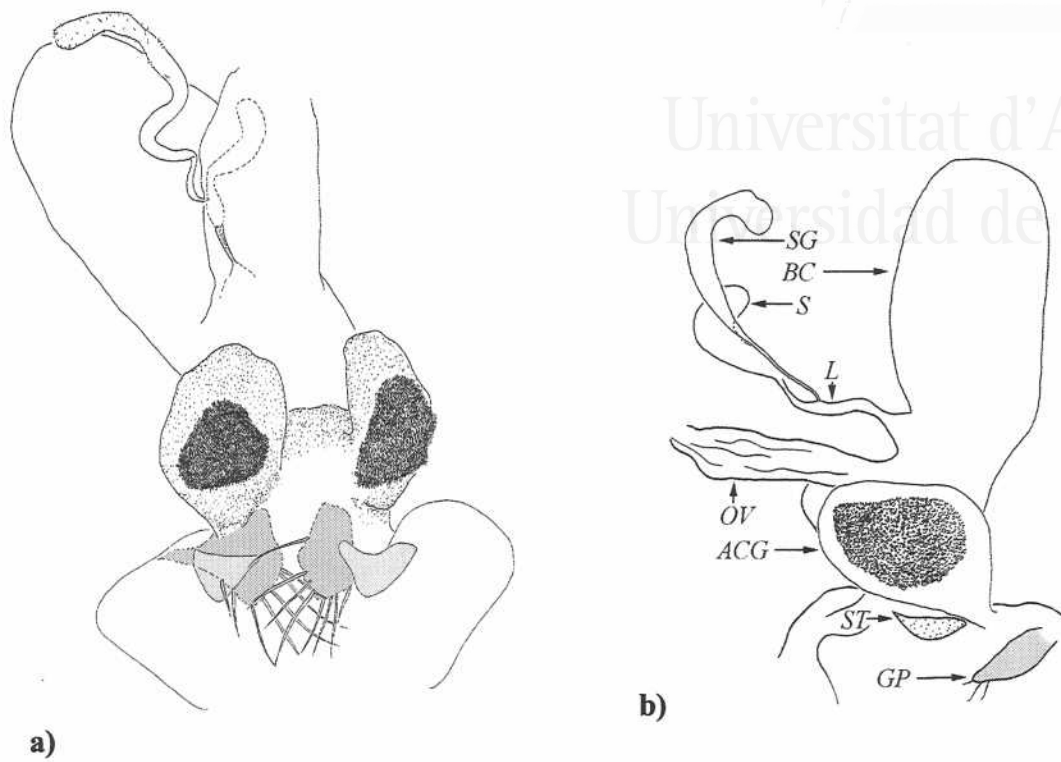 Universitat d'A
Universidad de
SG
BC
S
L
OV
ACG
ST
GP
a)
b)